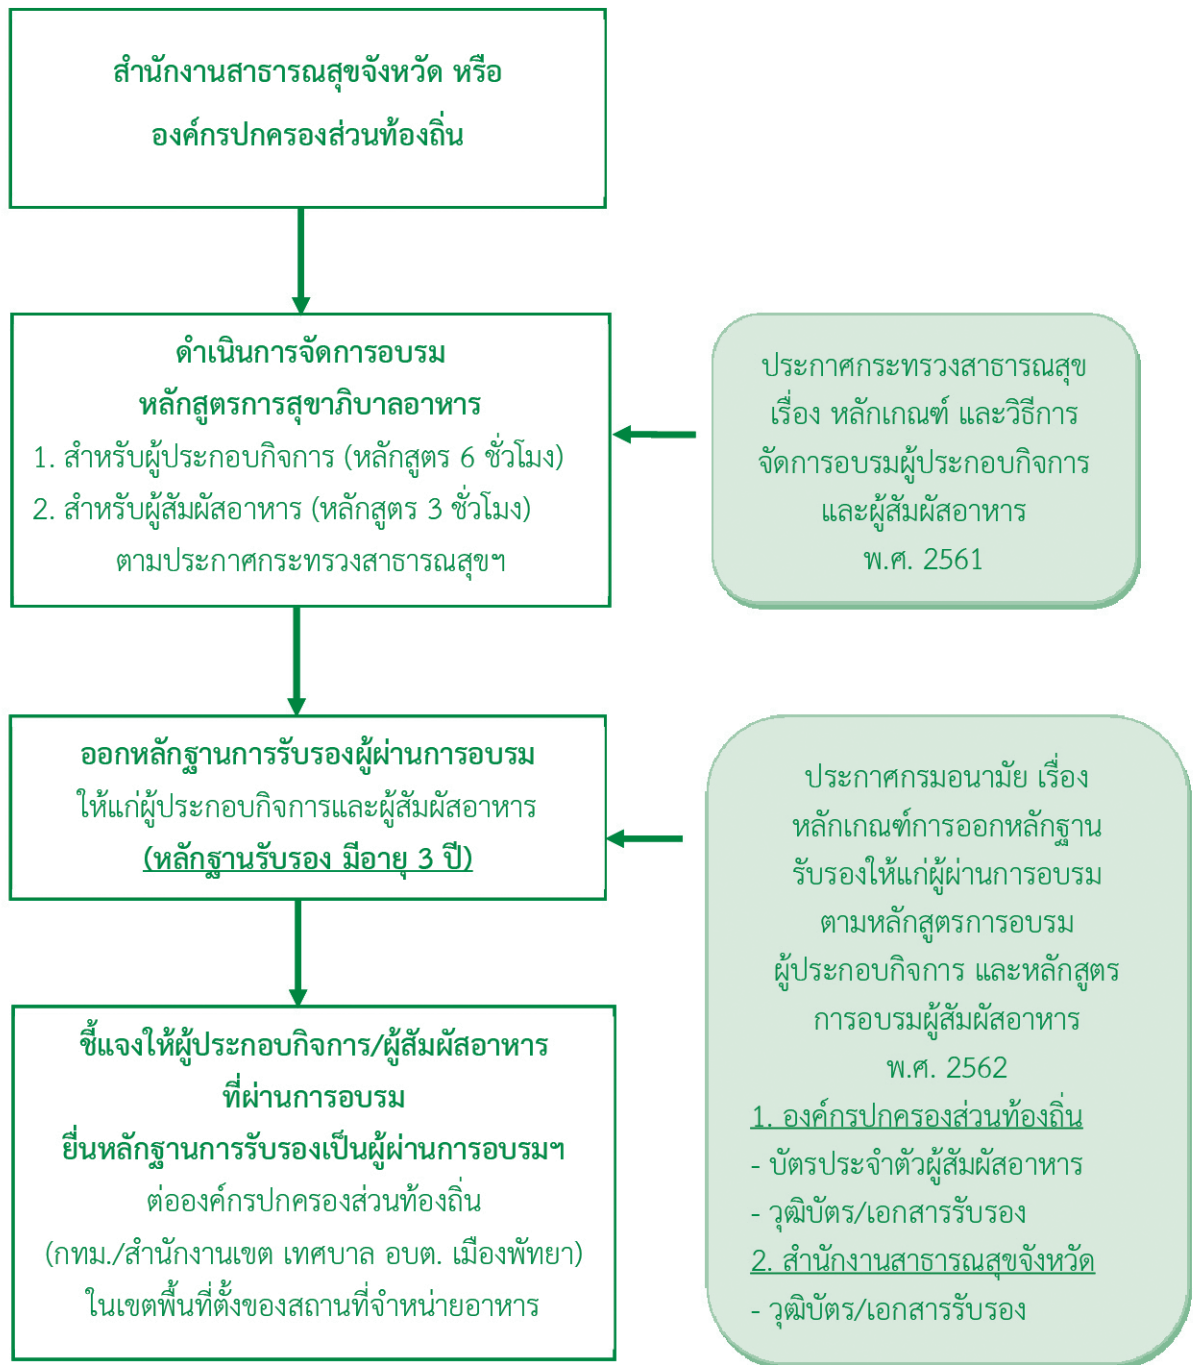 สำนักงานสาธารณสุขจังหวัด หรือ
องค์กรปกครองส่วนท้องถิ่น
ดำเนินการจัดการอบรม
หลักสูตรการสุขาภิบาลอาหาร
1. สำหรับผู้ประกอบกิจการ (หลักสูตร 6 ชั่วโมง)
2. สำหรับผู้สัมผัสอาหาร (หลักสูตร 3 ชั่วโมง)
ตามประกาศกระทรวงสาธารณสุขฯ
ประกาศกระทรวงสาธารณสุข
เรื่อง หลักเกณฑ์ และวิธีการ
จัดการอบรมผู้ประกอบกิจการ
และผู้สัมผัสอาหาร
พ.ศ. 2561
ออกหลักฐานการรับรองผู้ผ่านการอบรม
ให้แก่ผู้ประกอบกิจการและผู้สัมผัสอาหาร
(หลักฐานรับรอง มีอายุ 3 ปี)
ประกาศกรมอนามัย เรื่อง
หลักเกณฑ์การออกหลักฐาน
รับรองให้แก่ผู้ผ่านการอบรม
ตามหลักสูตรการอบรม
ผู้ประกอบกิจการ และหลักสูตร
การอบรมผู้สัมผัสอาหาร
พ.ศ. 2562
1. องค์กรปกครองส่วนท้องถิ่น
- บัตรประจำตัวผู้สัมผัสอาหาร
- วุฒิบัตร/เอกสารรับรอง
2. สำนักงานสาธารณสุขจังหวัด
- วุฒิบัตร/เอกสารรับรอง
ชี้แจงให้ผู้ประกอบกิจการ/ผู้สัมผัสอาหาร
ที่ผ่านการอบรม
ยื่นหลักฐานการรับรองเป็นผู้ผ่านการอบรมฯ
ต่อองค์กรปกครองส่วนท้องถิ่น
(กทม./สำนักงานเขต เทศบาล อบต. เมืองพัทยา)
ในเขตพื้นที่ตั้งของสถานที่จำหน่ายอาหาร